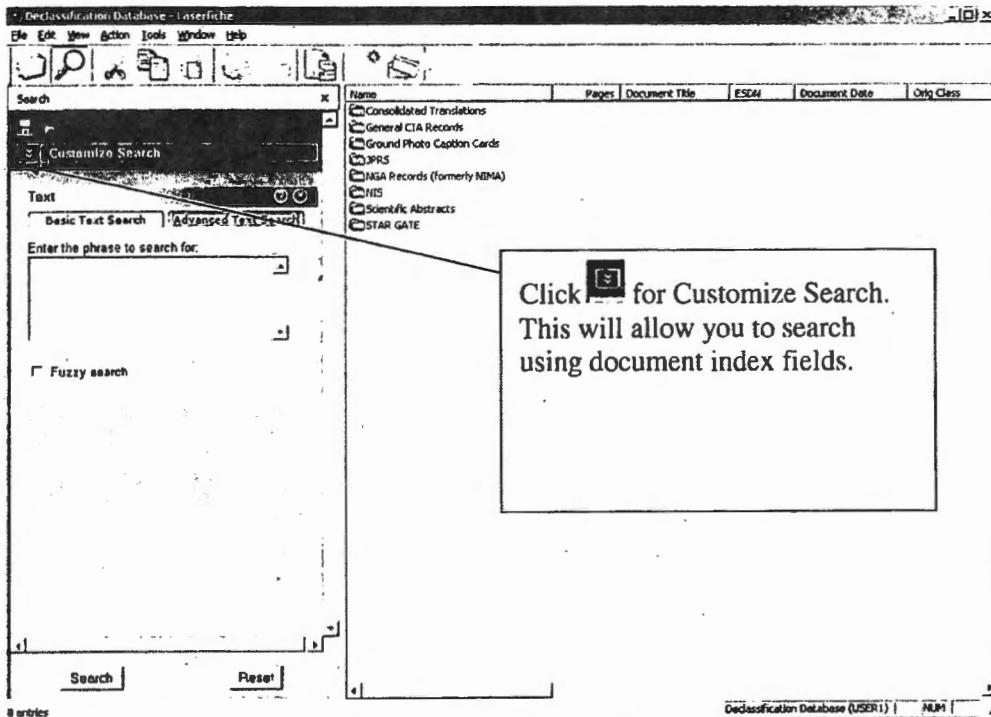 Declassification Database - Laserfiche
File Edit View Action Tools Window Help
Search x
Customize Search
Text
Basic Text Search Advanced Text Search
Enter the phrase to search for:
Fuzzy search
Search Reset
8 entries
Name Pages Document Title ESDN Document Date Orig Class
Consolidated Translations
General CIA Records
Ground Photo Caption Cards
JPRS
NGA Records (formerly NIMA)
NIS
Scientific Abstracts
STAR GATE
Click for Customize Search.
This will allow you to search
using document index fields.
Declassification Database (USER1) NUM